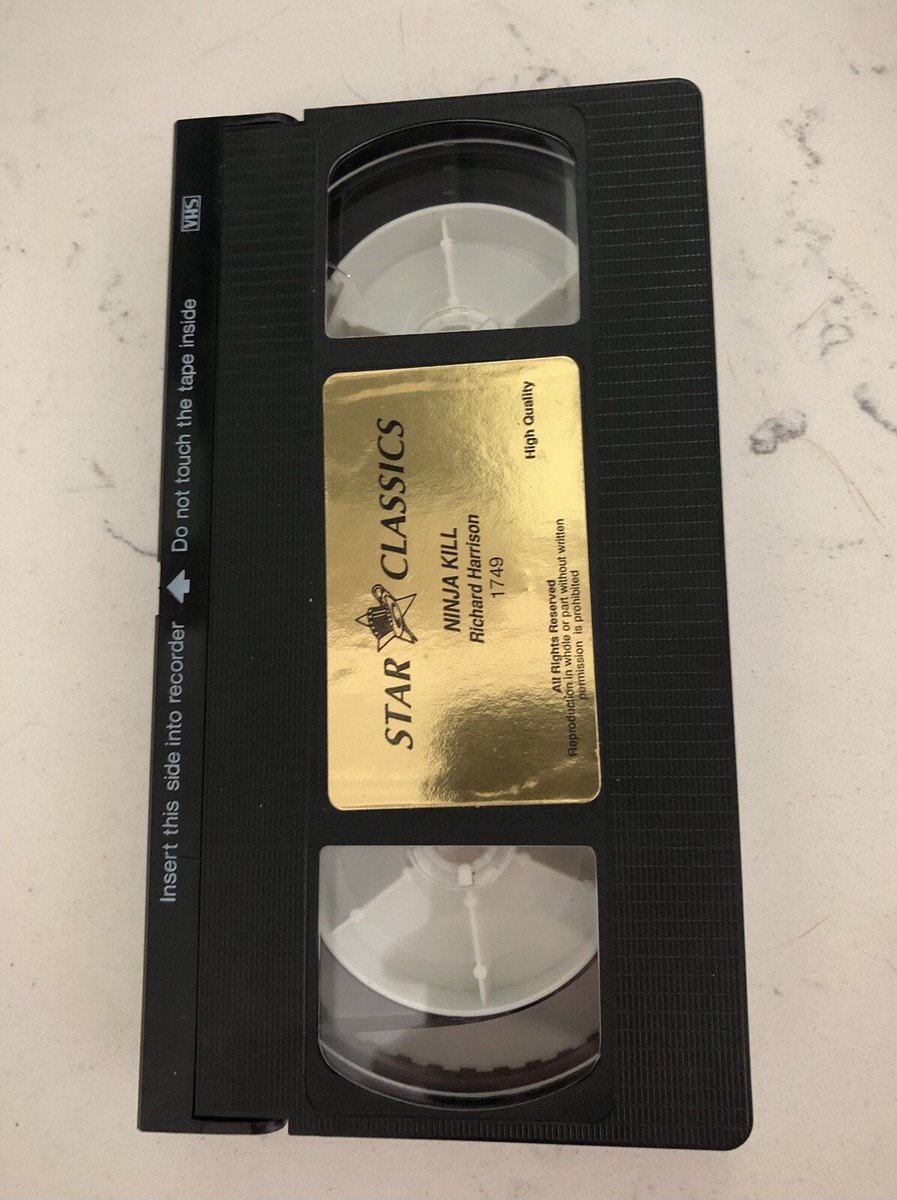 VHS
Insert this side into recorder Do not touch the tape inside
STAR CLASSICS
NINJA KILL
Richard Harrison
1749
High Quality
All Rights Reserved
Reproduction in whole or part without written
permission is prohibited